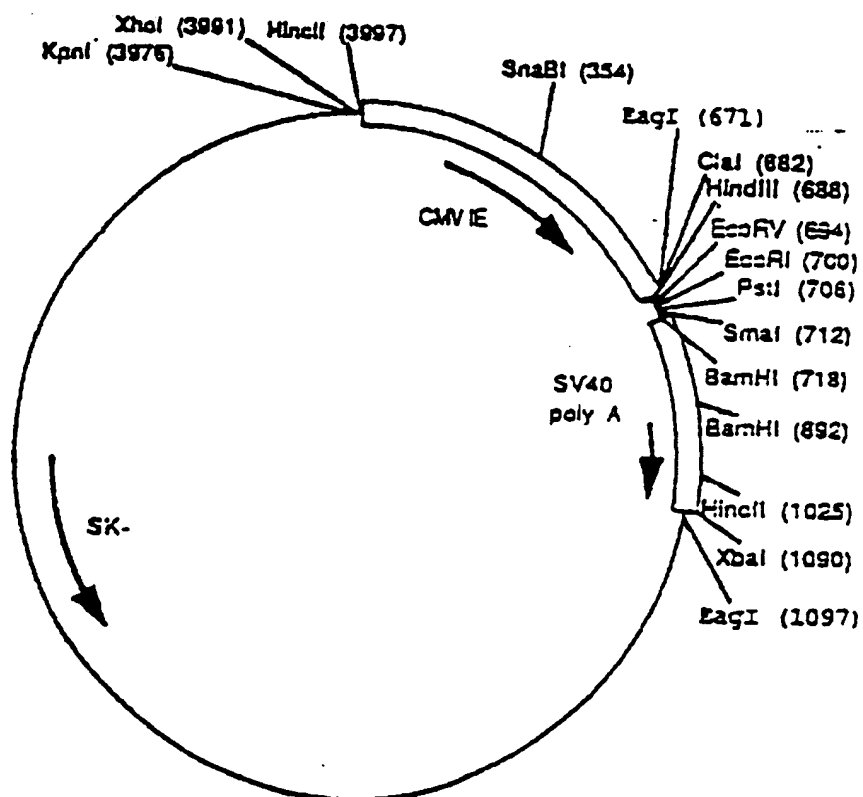 XhoI (3991)
HincII (3997)
KpnI (3976)
SnaBI (354)
EagI (671)
ClaI (682)
HindIII (688)
EcoRV (694)
EcoRI (700)
PstI (706)
SmaI (712)
BamHI (718)
BamHI (892)
HincII (1025)
XbaI (1090)
EagI (1097)
CMV IE
SV40
poly A
SK-